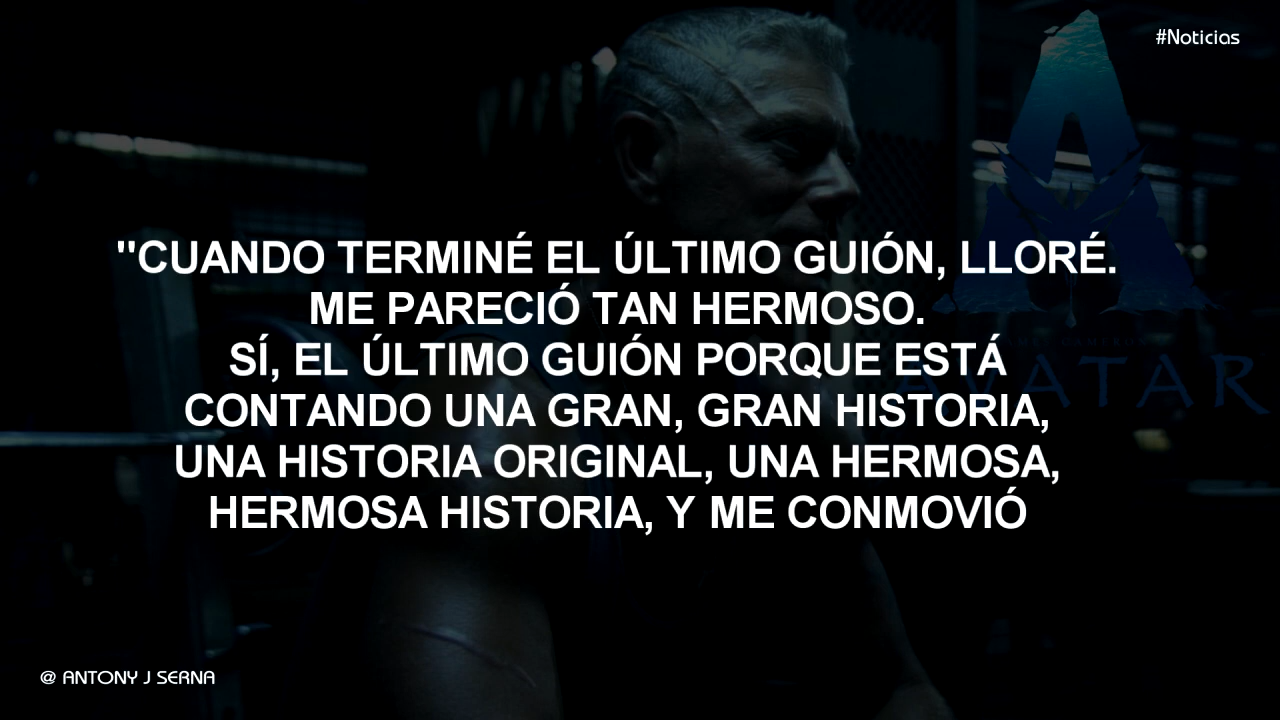 #Noticias
"CUANDO TERMINÉ EL ÚLTIMO GUIÓN, LLORÉ.
ME PARECIÓ TAN HERMOSO.
SÍ, EL ÚLTIMO GUIÓN PORQUE ESTÁ
CONTANDO UNA GRAN, GRAN HISTORIA,
UNA HISTORIA ORIGINAL, UNA HERMOSA,
HERMOSA HISTORIA, Y ME CONMOVIÓ
AVATAR
@ ANTONY J SERNA